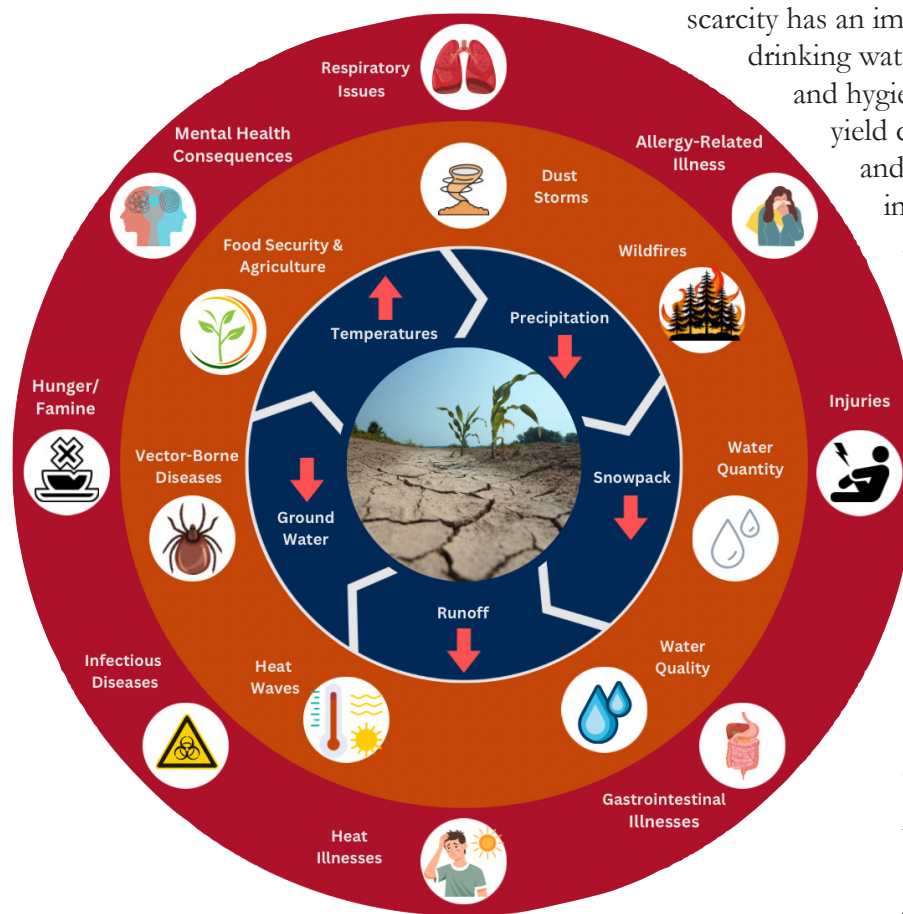 scarcity has an im
drinking wat
and hygie
yield d
and
in
Respiratory
Issues
Mental Health
Consequences
Allergy-Related
Illness
Dust
Storms
Food Security &
Agriculture
Wildfires
Temperatures
Precipitation
Hunger/
Famine
Injuries
Vector-Borne
Diseases
Water
Quantity
Snowpack
Ground
Water
Runoff
Infectious
Diseases
Heat
Waves
Water
Quality
Gastrointestinal
Illnesses
Heat
Illnesses